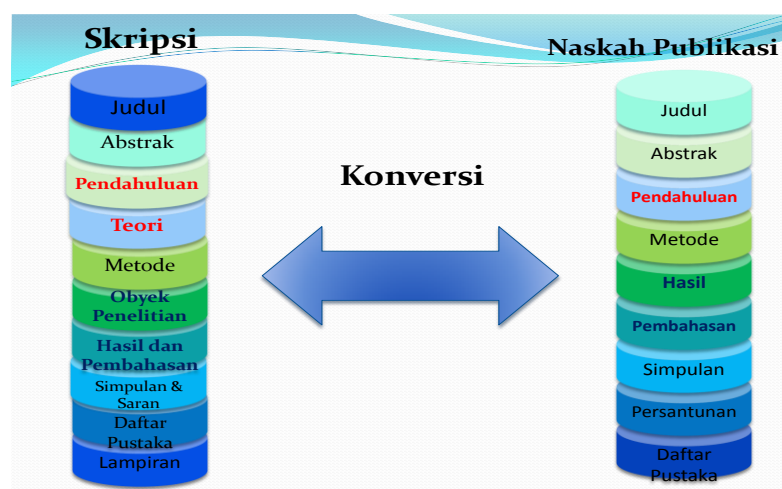 Skripsi
Judul
Abstrak
Pendahuluan
Teori
Metode
Obyek
Penelitian
Hasil dan
Pembahasan
Simpulan &
Saran
Daftar
Pustaka
Lampiran
Konversi
Naskah Publikasi
Judul
Abstrak
Pendahuluan
Metode
Hasil
Pembahasan
Simpulan
Persantunan
Daftar
Pustaka